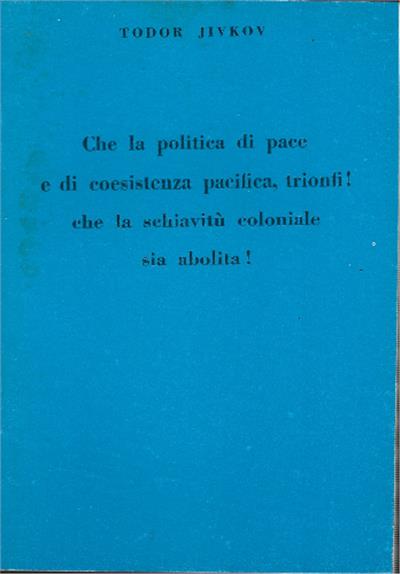 TODOR JIVKOV
Che la politica di pace
e di coesistenza pacifica, trionfi!
che la schiavitù coloniale
sia abolita!